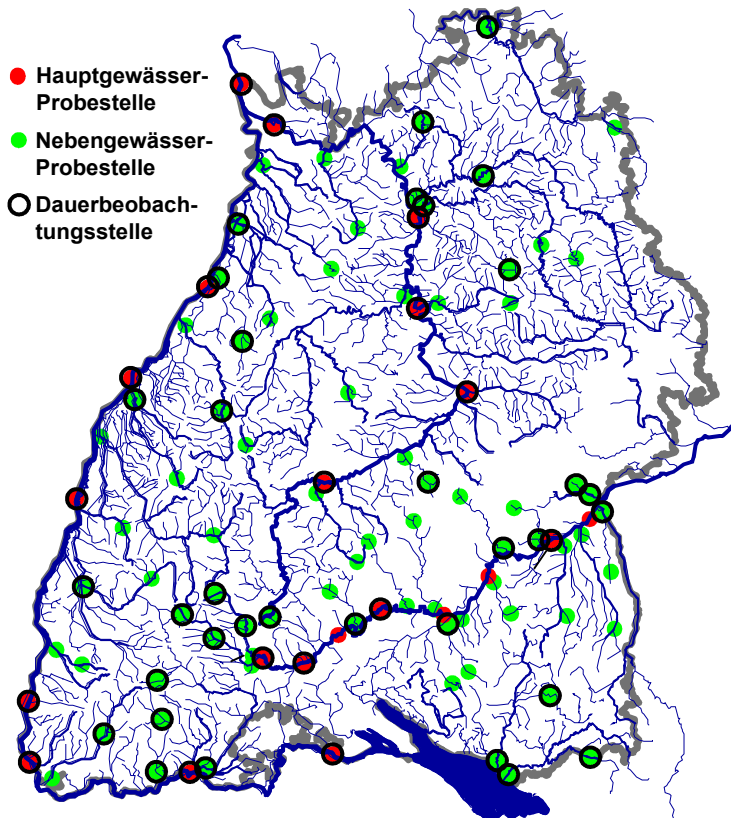 Hauptgewässer-
Probestelle
Nebengewässer-
Probestelle
Dauerbeobach-
tungsstelle